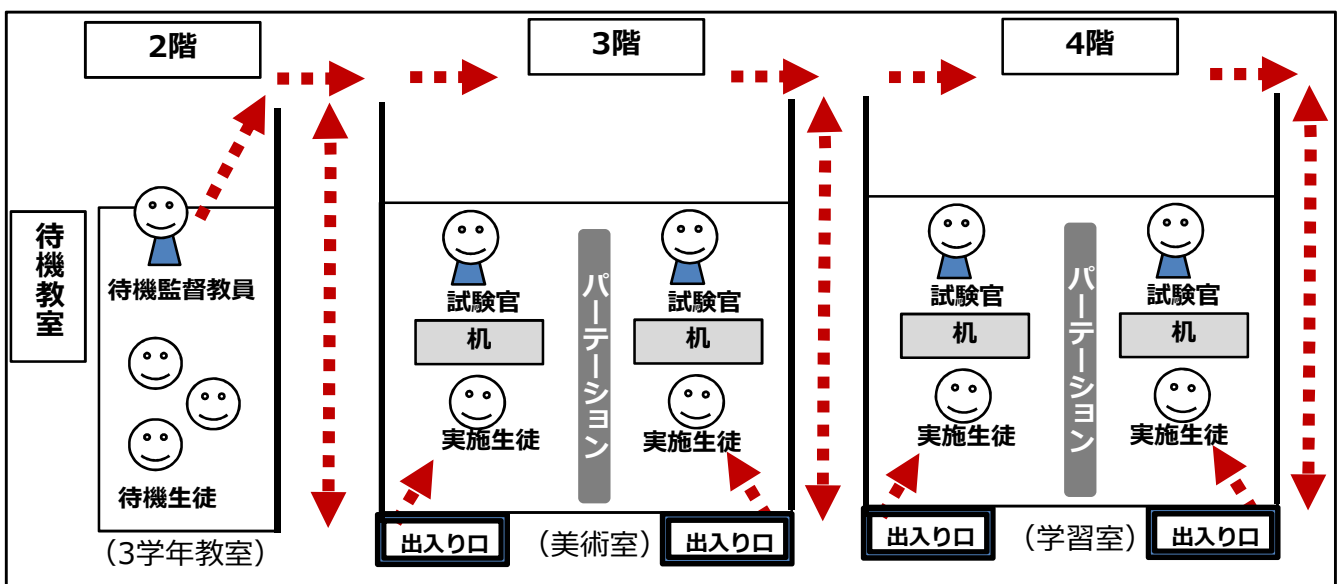 2階
3階
4階
待機教室
待機監督教員
待機生徒
(3学年教室)
試験官
机
実施生徒
パーテーション
試験官
机
実施生徒
出入り口
(美術室)
出入り口
試験官
机
実施生徒
パーテーション
試験官
机
実施生徒
出入り口
(学習室)
出入り口